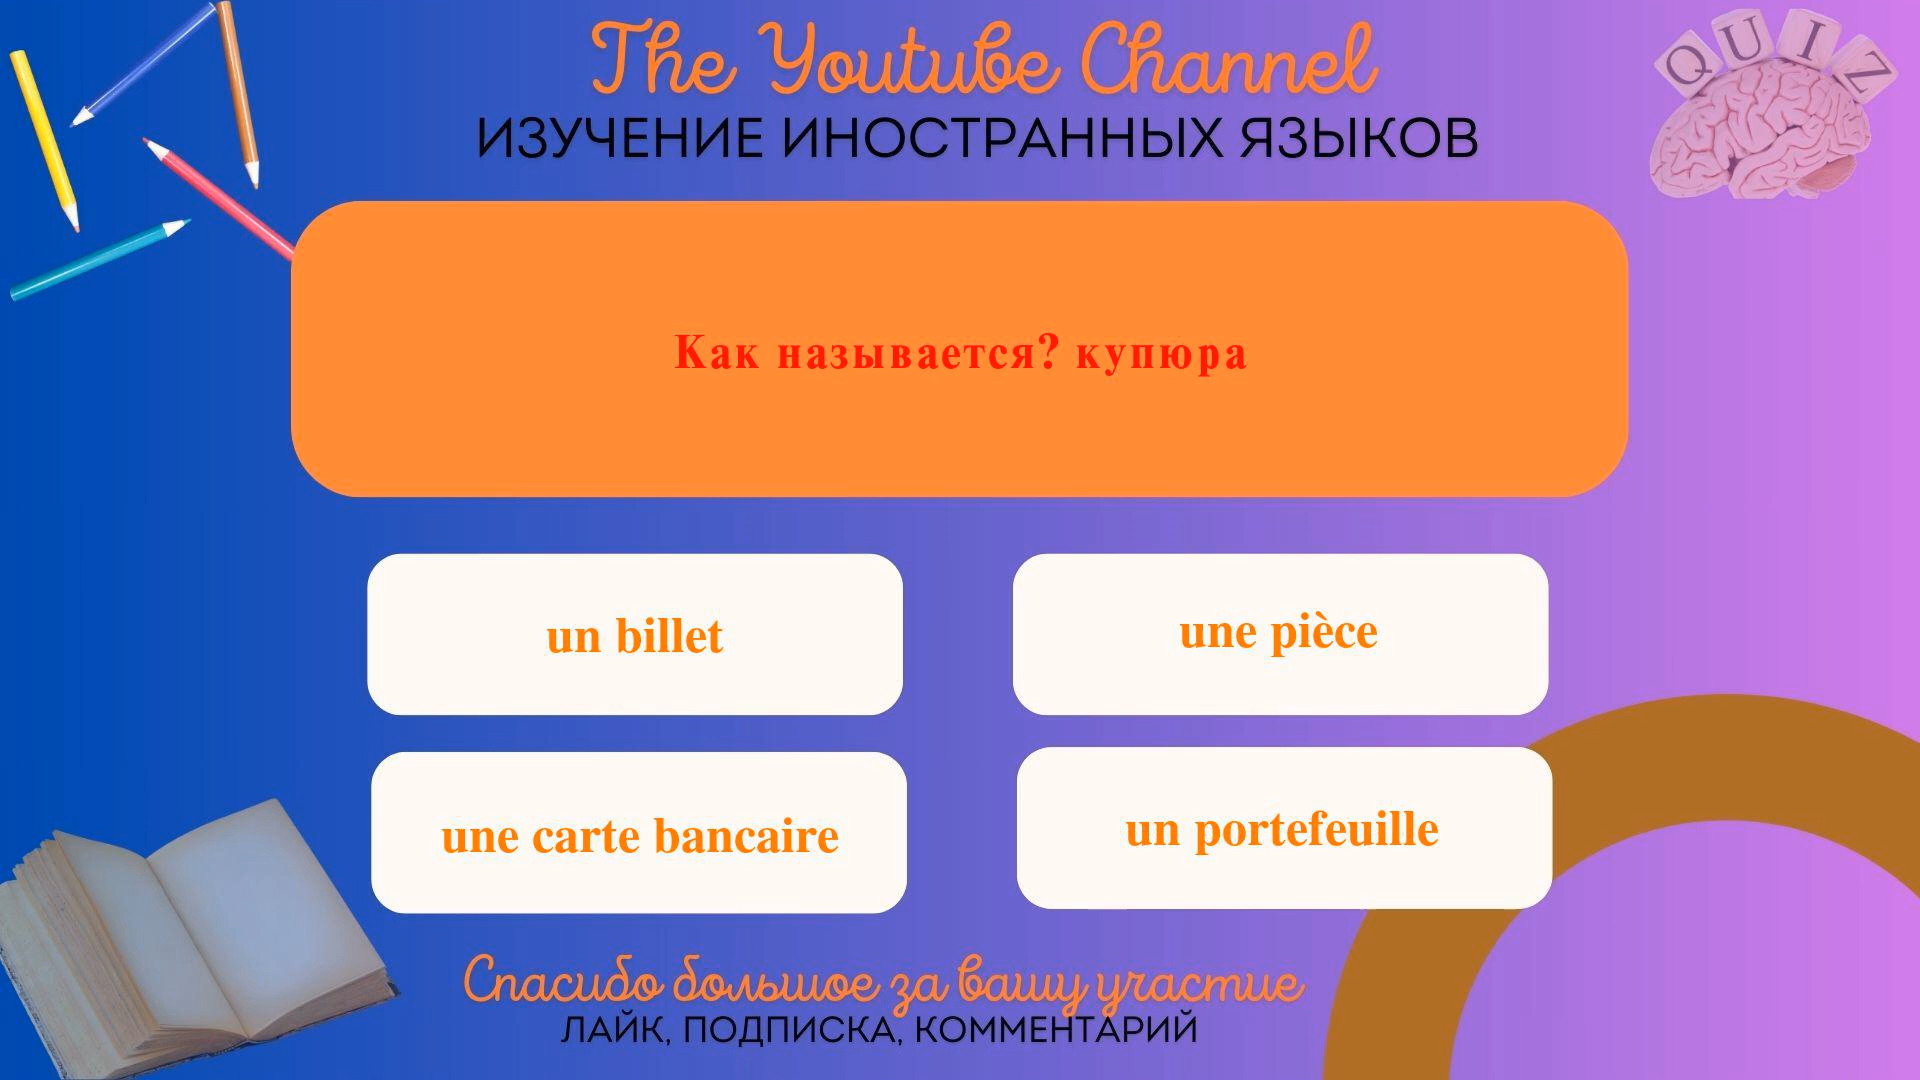 The Youtube Channel
QUIZ
ИЗУЧЕНИЕ ИНОСТРАННЫХ ЯЗЫКОВ
Как называется? купюра
un billet
une pièce
une carte bancaire
un portefeuille
Спасибо большое за вашу участие
ЛАЙК, ПОДПИСКА, КОММЕНТАРИЙ